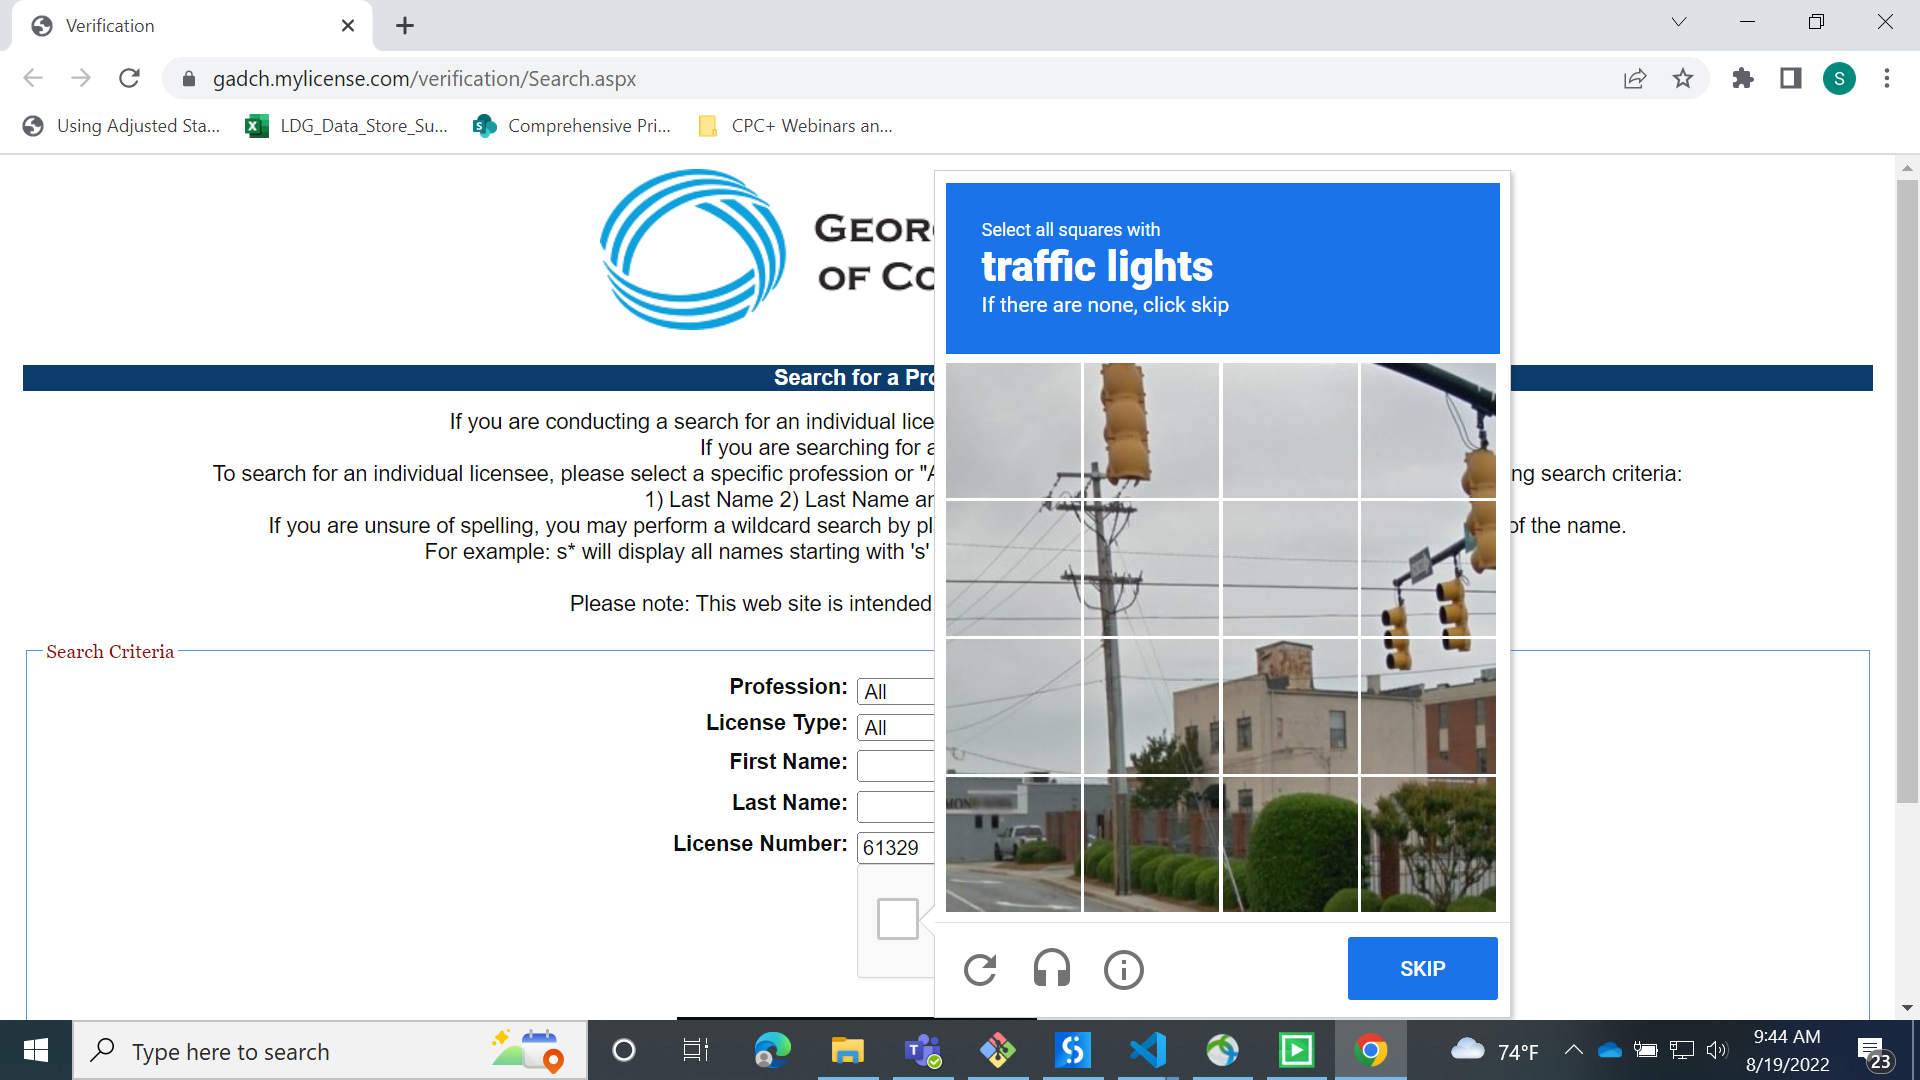 Verification
gadch.mylicense.com/verification/Search.aspx
S
Using Adjusted Sta...
LDG_Data_Store_Su...
Comprehensive Pri...
CPC+ Webinars an...
GEOR
OF CO
Search for a Pro
If you are conducting a search for an individual lice
If you are searching for a
To search for an individual licensee, please select a specific profession or "A
ng search criteria:
1) Last Name 2) Last Name an
If you are unsure of spelling, you may perform a wildcard search by pl
of the name.
For example: s* will display all names starting with 's'
Please note: This web site is intended
Search Criteria
Profession: All
License Type: All
First Name:
Last Name:
License Number: 61329
Select all squares with
traffic lights
If there are none, click skip
SKIP
Type here to search
74°F
9:44 AM
8/19/2022
23